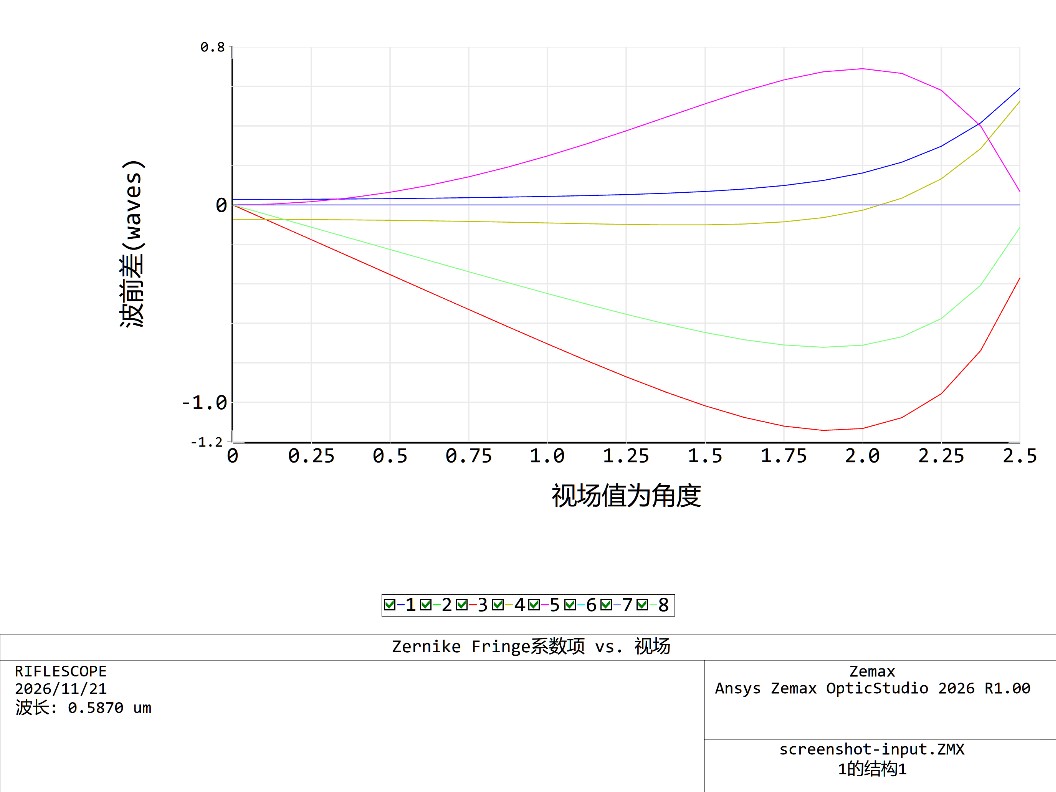 0.8
0
-1.0
-1.2
波前差(waves)
0 0.25 0.5 0.75 1.0 1.25 1.5 1.75 2.0 2.25 2.5
视场值为角度
1 2 3 4 5 6 7 8
Zernike Fringe系数项 vs. 视场
RIFLESCOPE
2026/11/21
波长: 0.5870 um
Zemax
Ansys Zemax OpticStudio 2026 R1.00
screenshot-input.ZMX
1的结构1